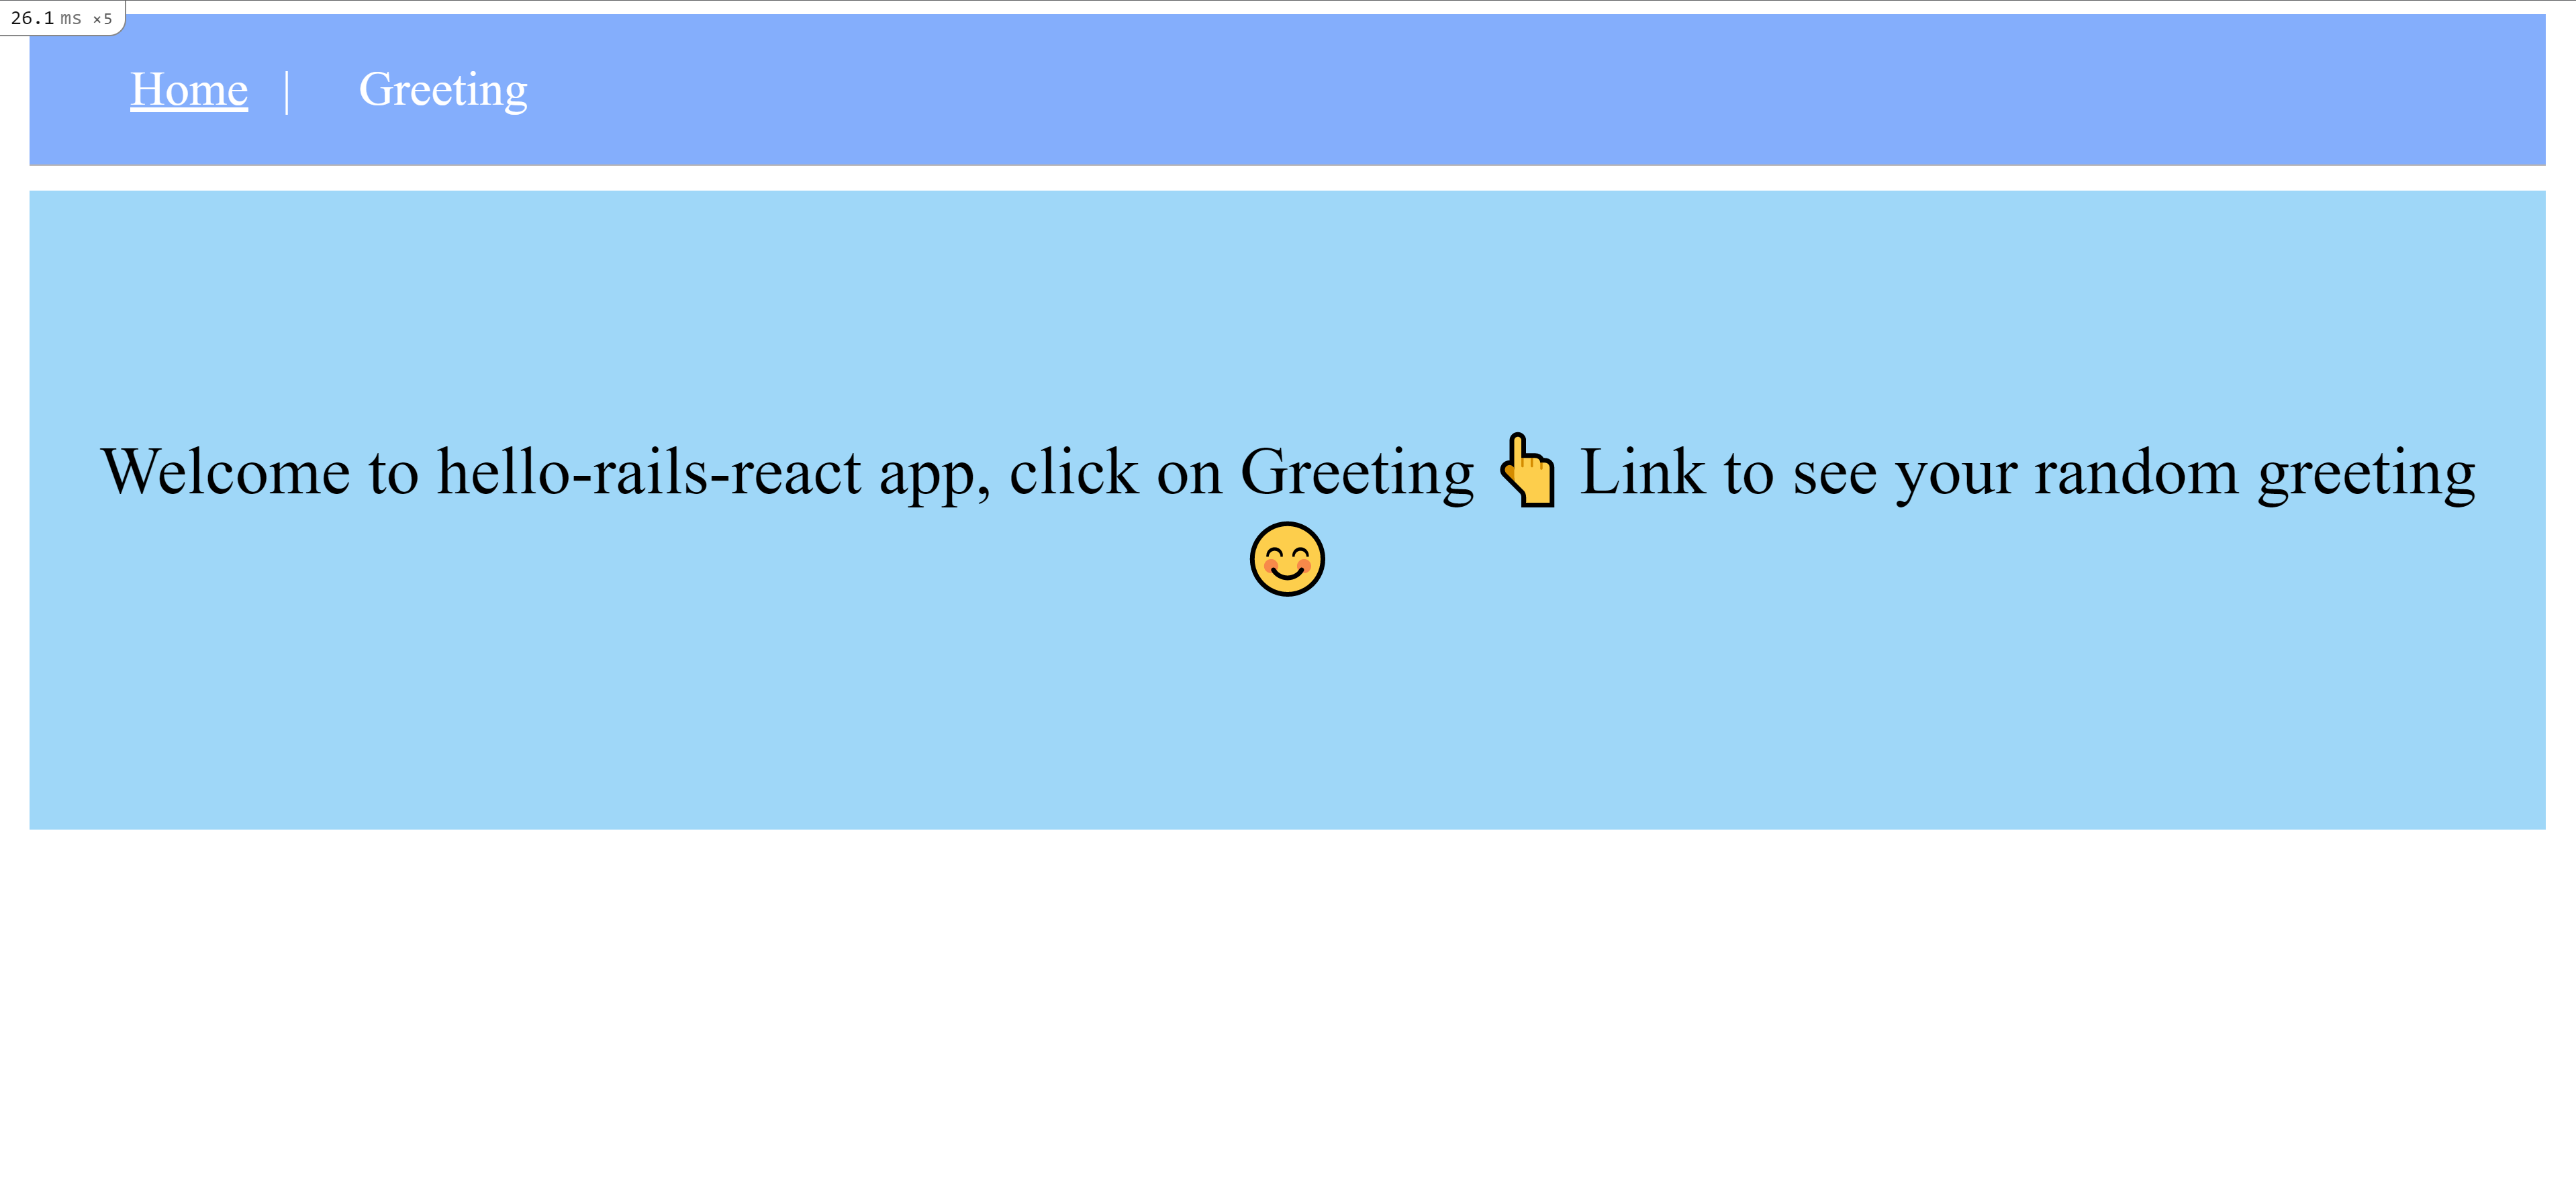 26.1 ms ×5
Home | Greeting
Welcome to hello-rails-react app, click on Greeting 👆 Link to see your random greeting
😊